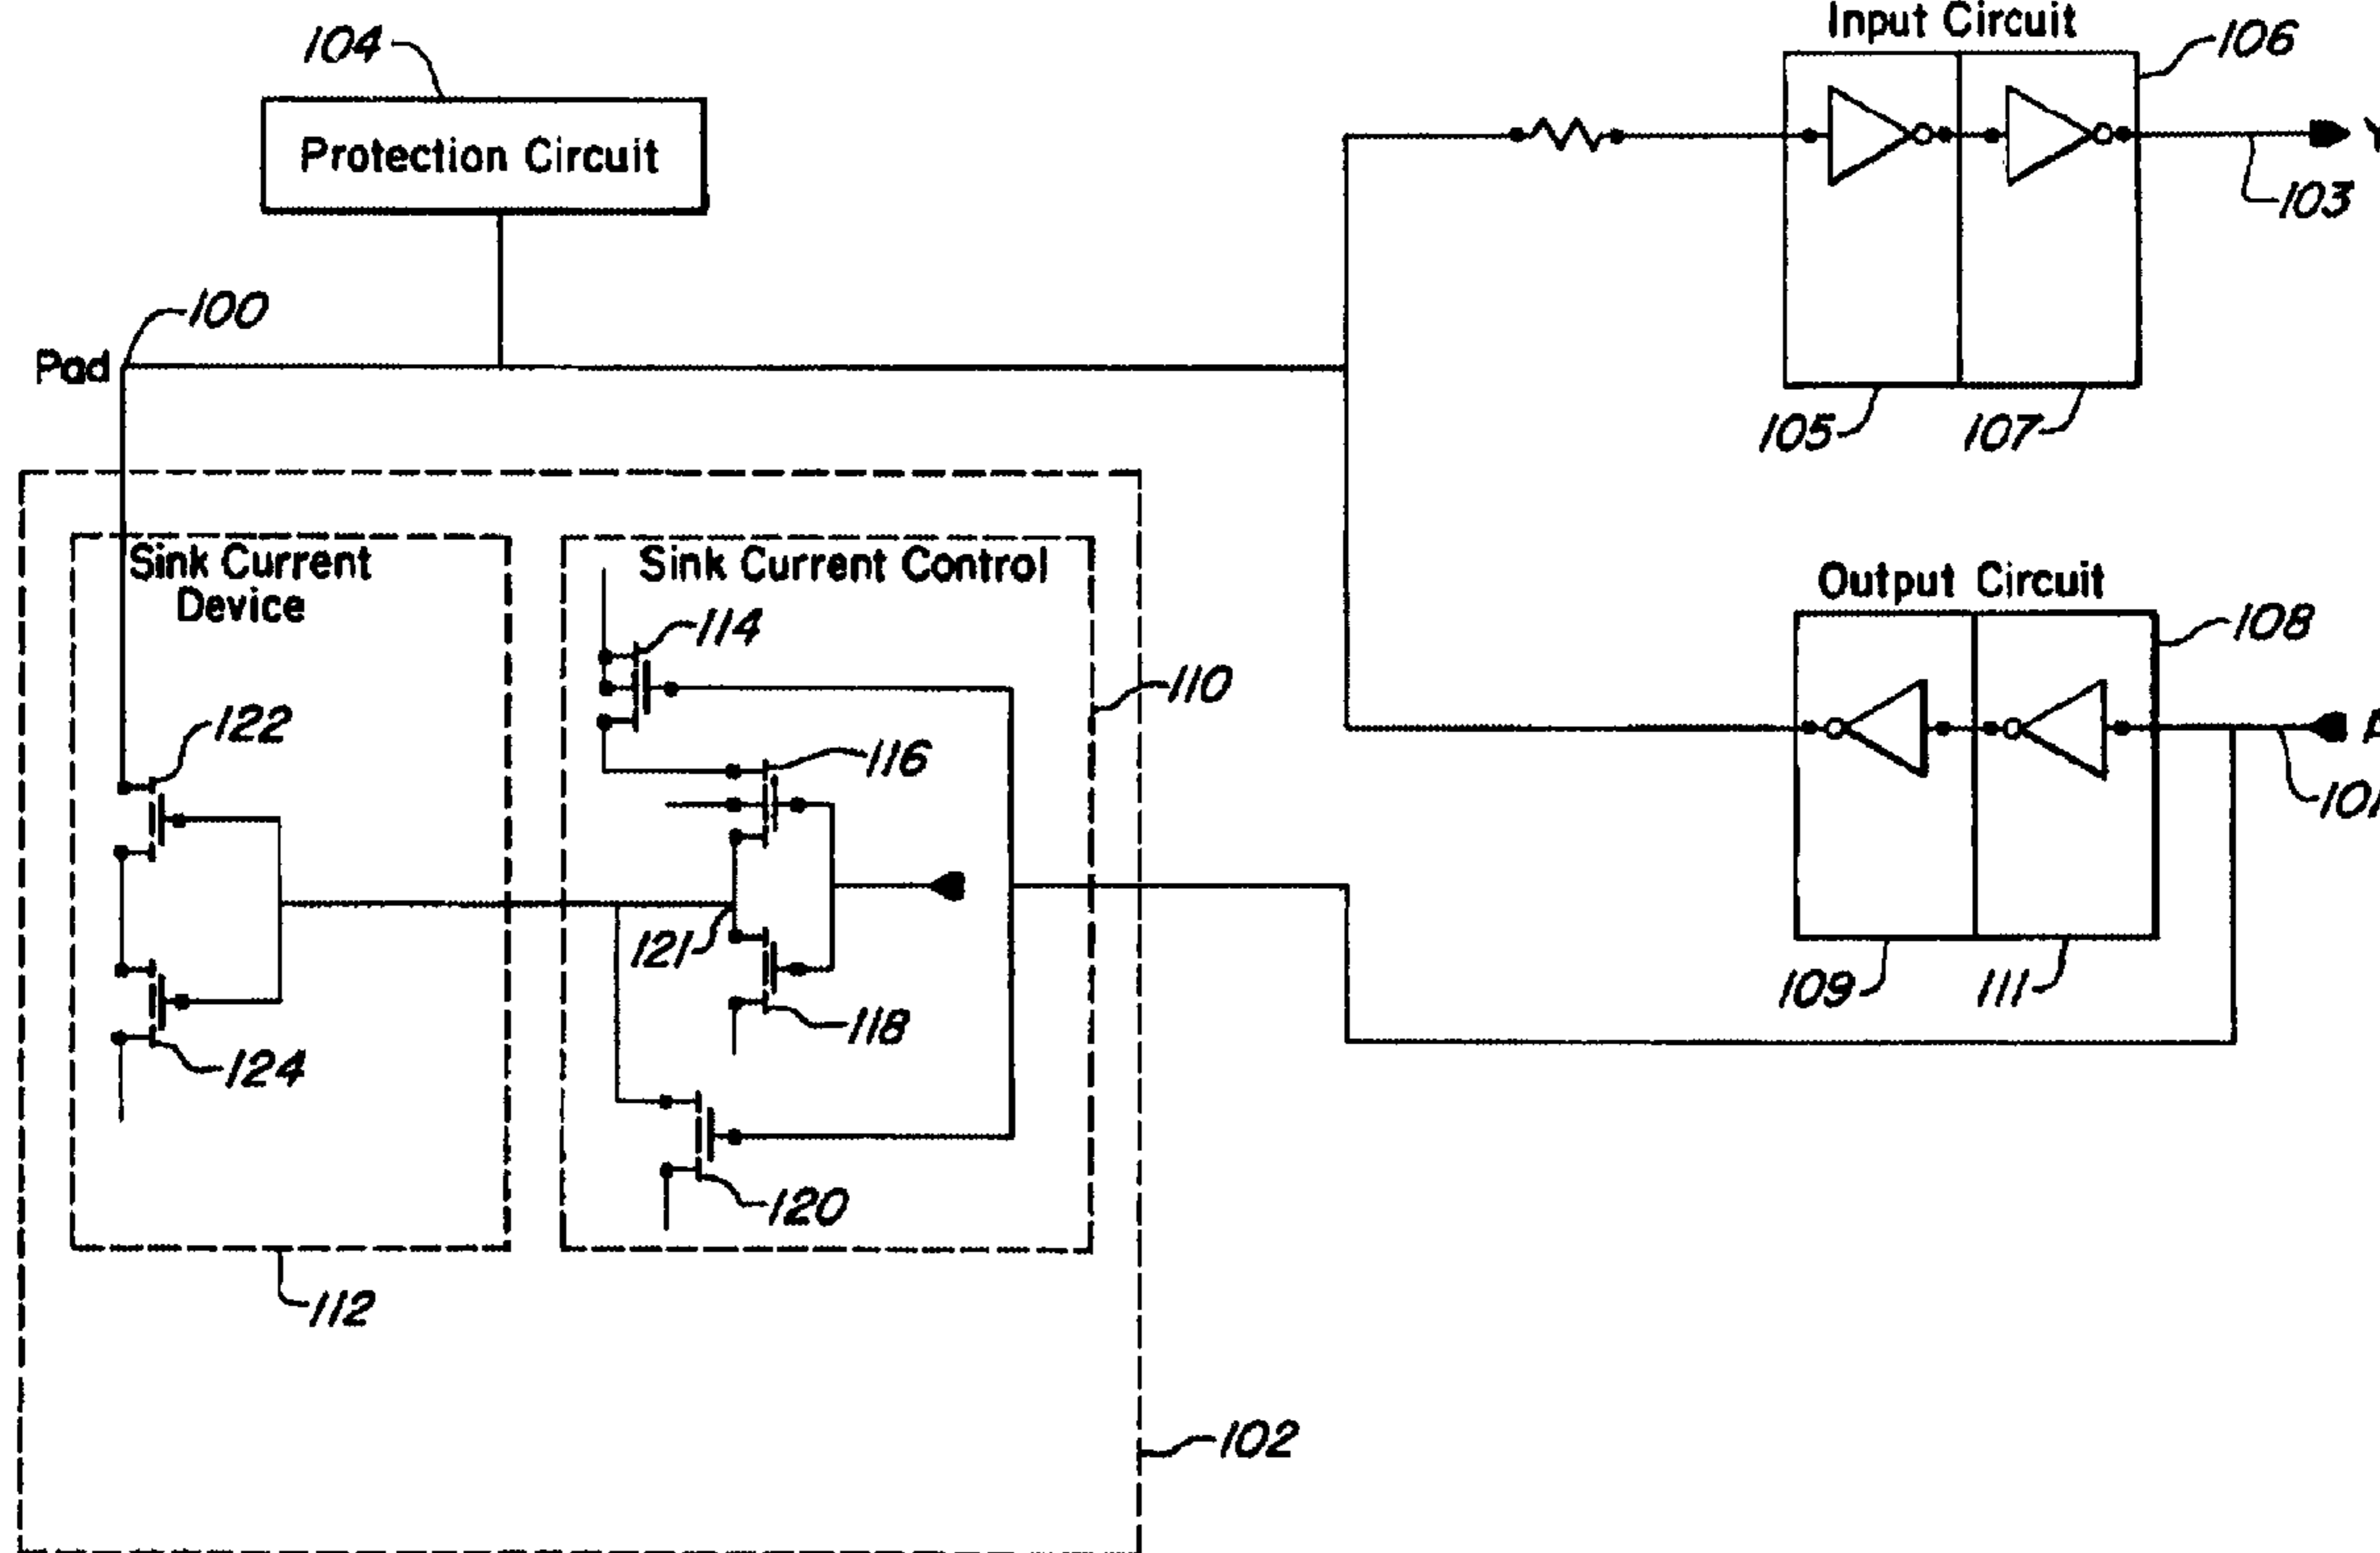 Input Circuit
104
106
Protection Circuit
Y
103
100
Pad
105
107
Sink Current
Device
Sink Current Control
Output Circuit
114
108
110
122
116
101
121
109
111
118
124
120
112
102